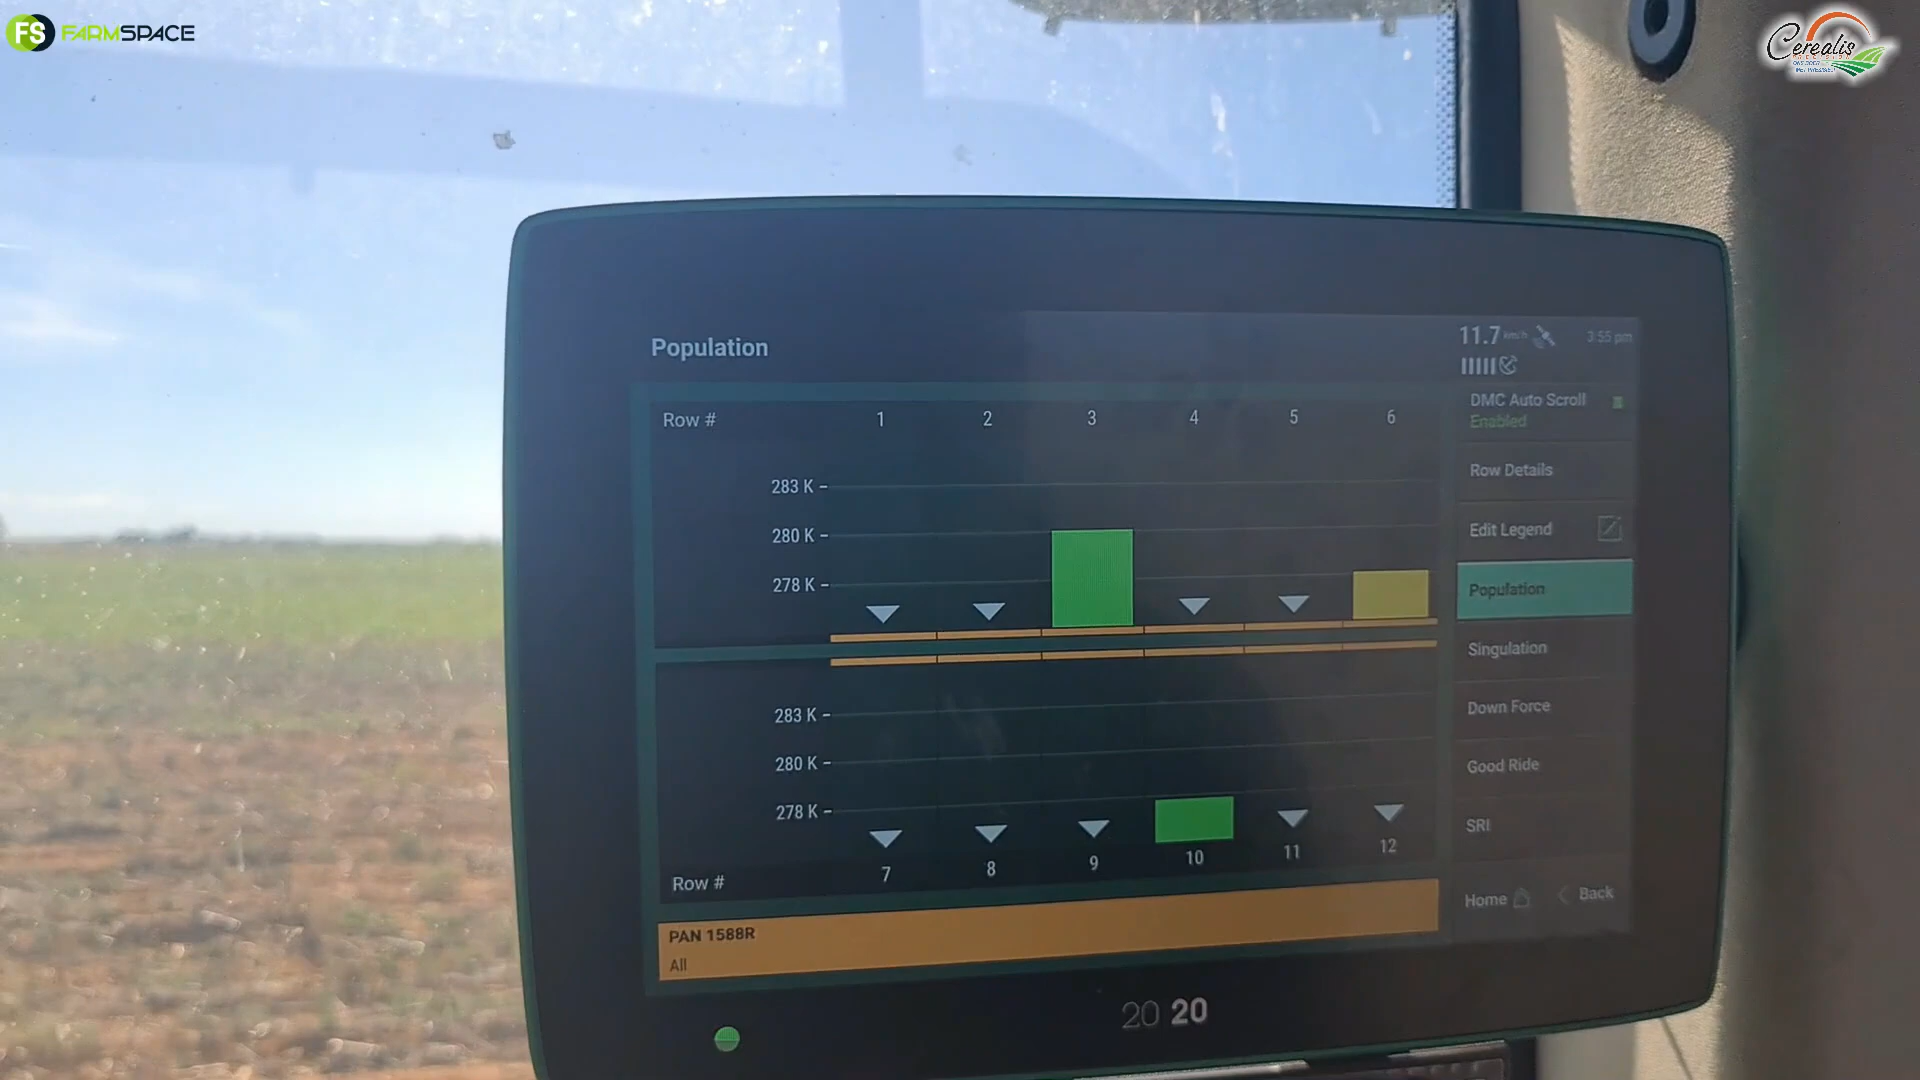 FS FARMSPACE
Cerealis
Population
11.7 km/h
3:55 pm
Row # 1 2 3 4 5 6
283 K
280 K
278 K
283 K
280 K
278 K
7 8 9 10 11 12
Row #
PAN 1588R
All
DMC Auto Scroll
Enabled
Row Details
Edit Legend
Population
Singulation
Down Force
Good Ride
SRI
Home Back
20 20